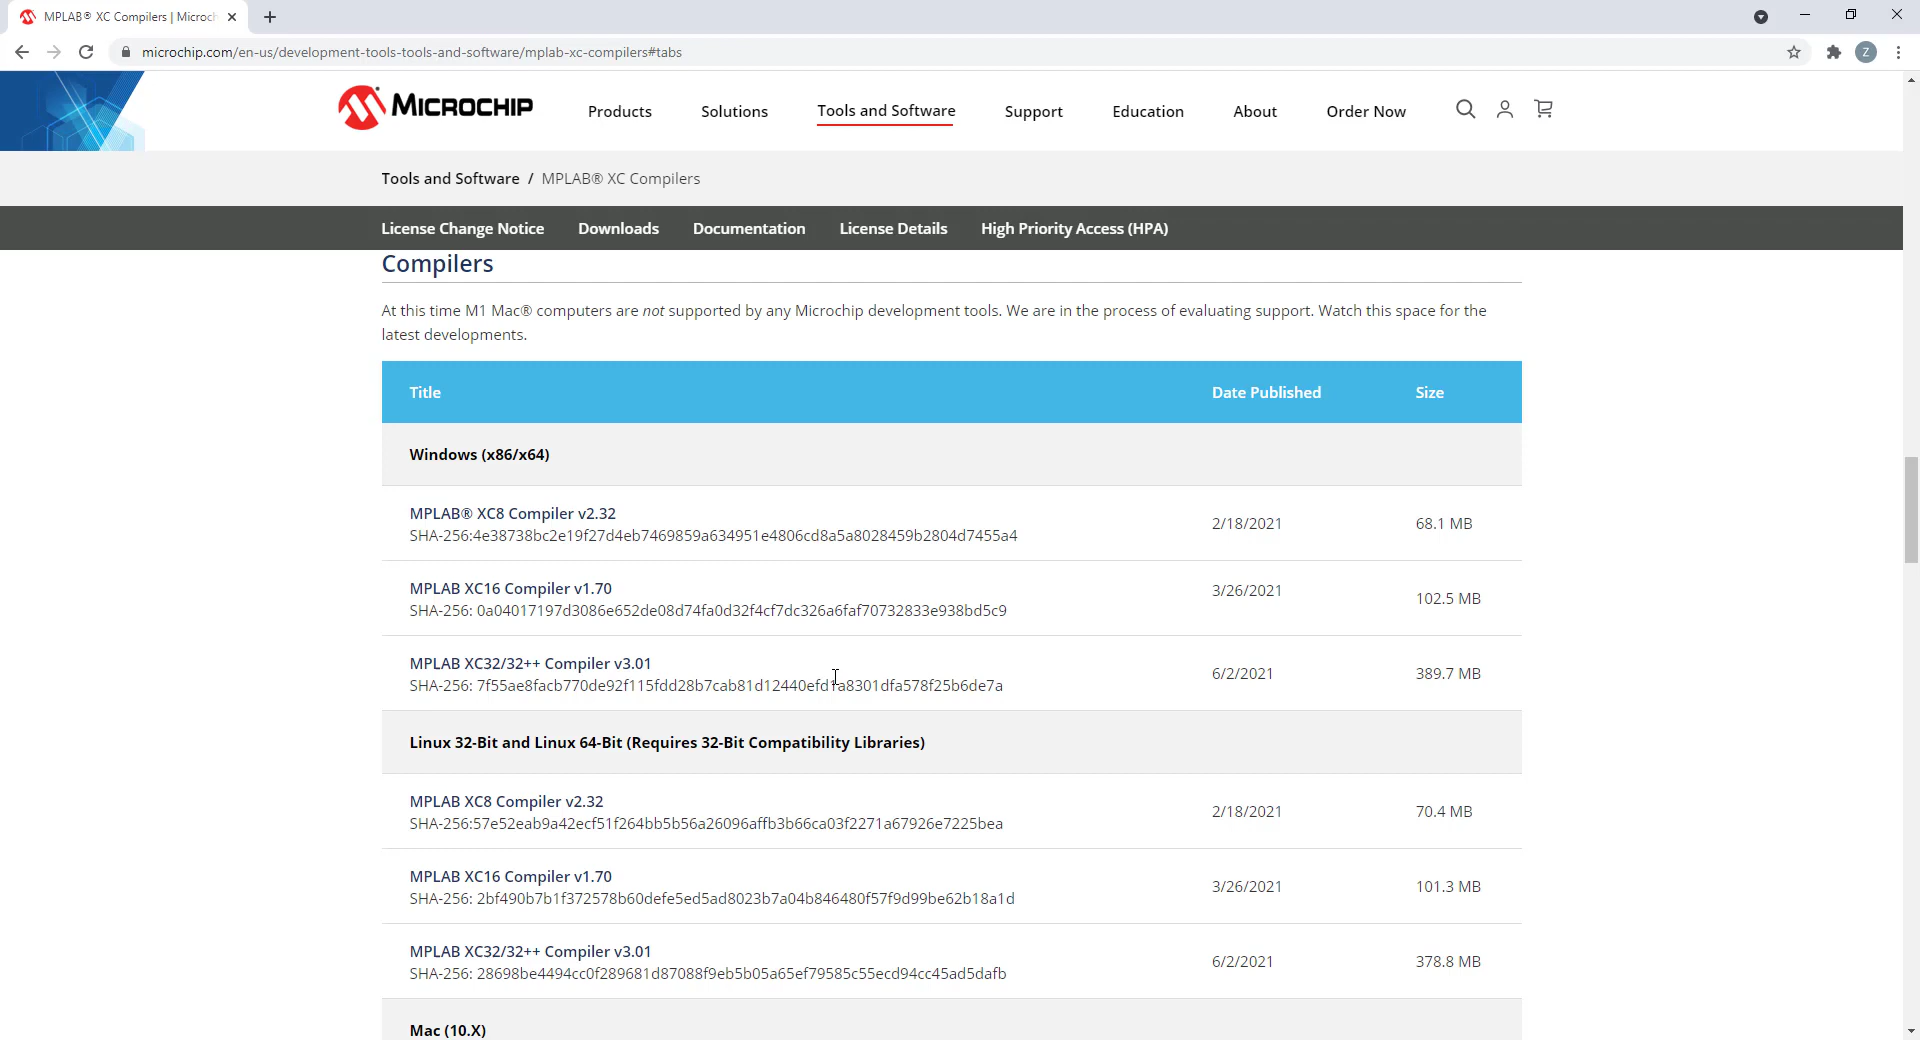 MPLAB® XC Compilers | Microch
microchip.com/en-us/development-tools-tools-and-software/mplab-xc-compilers#tabs
Z
MICROCHIP
Products
Solutions
Tools and Software
Support
Education
About
Order Now
Tools and Software / MPLAB® XC Compilers
License Change Notice
Downloads
Documentation
License Details
High Priority Access (HPA)
Compilers
At this time M1 Mac® computers are not supported by any Microchip development tools. We are in the process of evaluating support. Watch this space for the
latest developments.
Title
Date Published
Size
Windows (x86/x64)
MPLAB® XC8 Compiler v2.32
SHA-256:4e38738bc2e19f27d4eb7469859a634951e4806cd8a5a8028459b2804d7455a4
2/18/2021
68.1 MB
MPLAB XC16 Compiler v1.70
SHA-256: 0a04017197d3086e652de08d74fa0d32f4cf7dc326a6faf70732833e938bd5c9
3/26/2021
102.5 MB
MPLAB XC32/32++ Compiler v3.01
SHA-256: 7f55ae8facb770de92f115fdd28b7cab81d12440efd1a8301dfa578f25b6de7a
6/2/2021
389.7 MB
Linux 32-Bit and Linux 64-Bit (Requires 32-Bit Compatibility Libraries)
MPLAB XC8 Compiler v2.32
SHA-256:57e52eab9a42ecf51f264bb5b56a26096affb3b66ca03f2271a67926e7225bea
2/18/2021
70.4 MB
MPLAB XC16 Compiler v1.70
SHA-256: 2bf490b7b1f372578b60defe5ed5ad8023b7a04b846480f57f9d99be62b18a1d
3/26/2021
101.3 MB
MPLAB XC32/32++ Compiler v3.01
SHA-256: 28698be4494cc0f289681d87088f9eb5b05a65ef79585c55ecd94cc45ad5dafb
6/2/2021
378.8 MB
Mac (10.X)